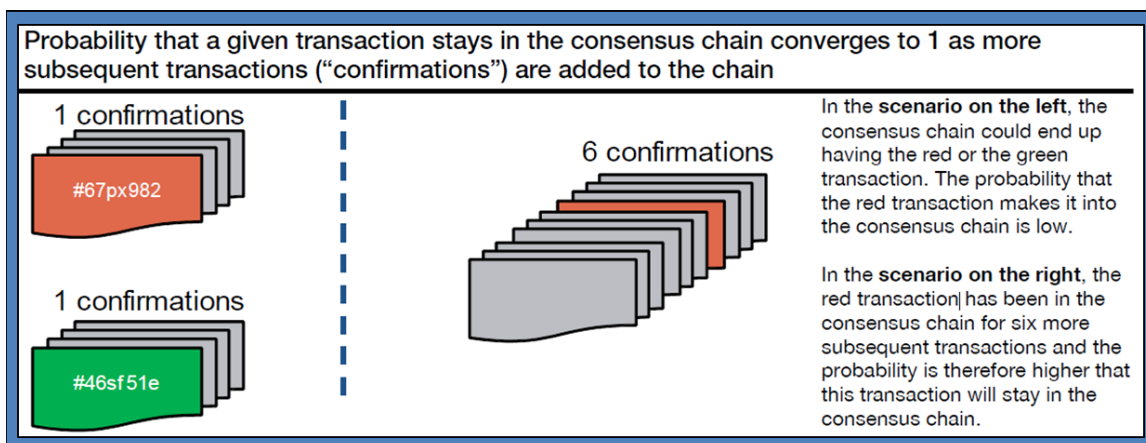 Probability that a given transaction stays in the consensus chain converges to 1 as more
subsequent transactions (“confirmations”) are added to the chain
1 confirmations
#67px982
1 confirmations
#46sf51e
6 confirmations
In the scenario on the left, the
consensus chain could end up
having the red or the green
transaction. The probability that
the red transaction makes it into
the consensus chain is low.
In the scenario on the right, the
red transaction has been in the
consensus chain for six more
subsequent transactions and the
probability is therefore higher that
this transaction will stay in the
consensus chain.